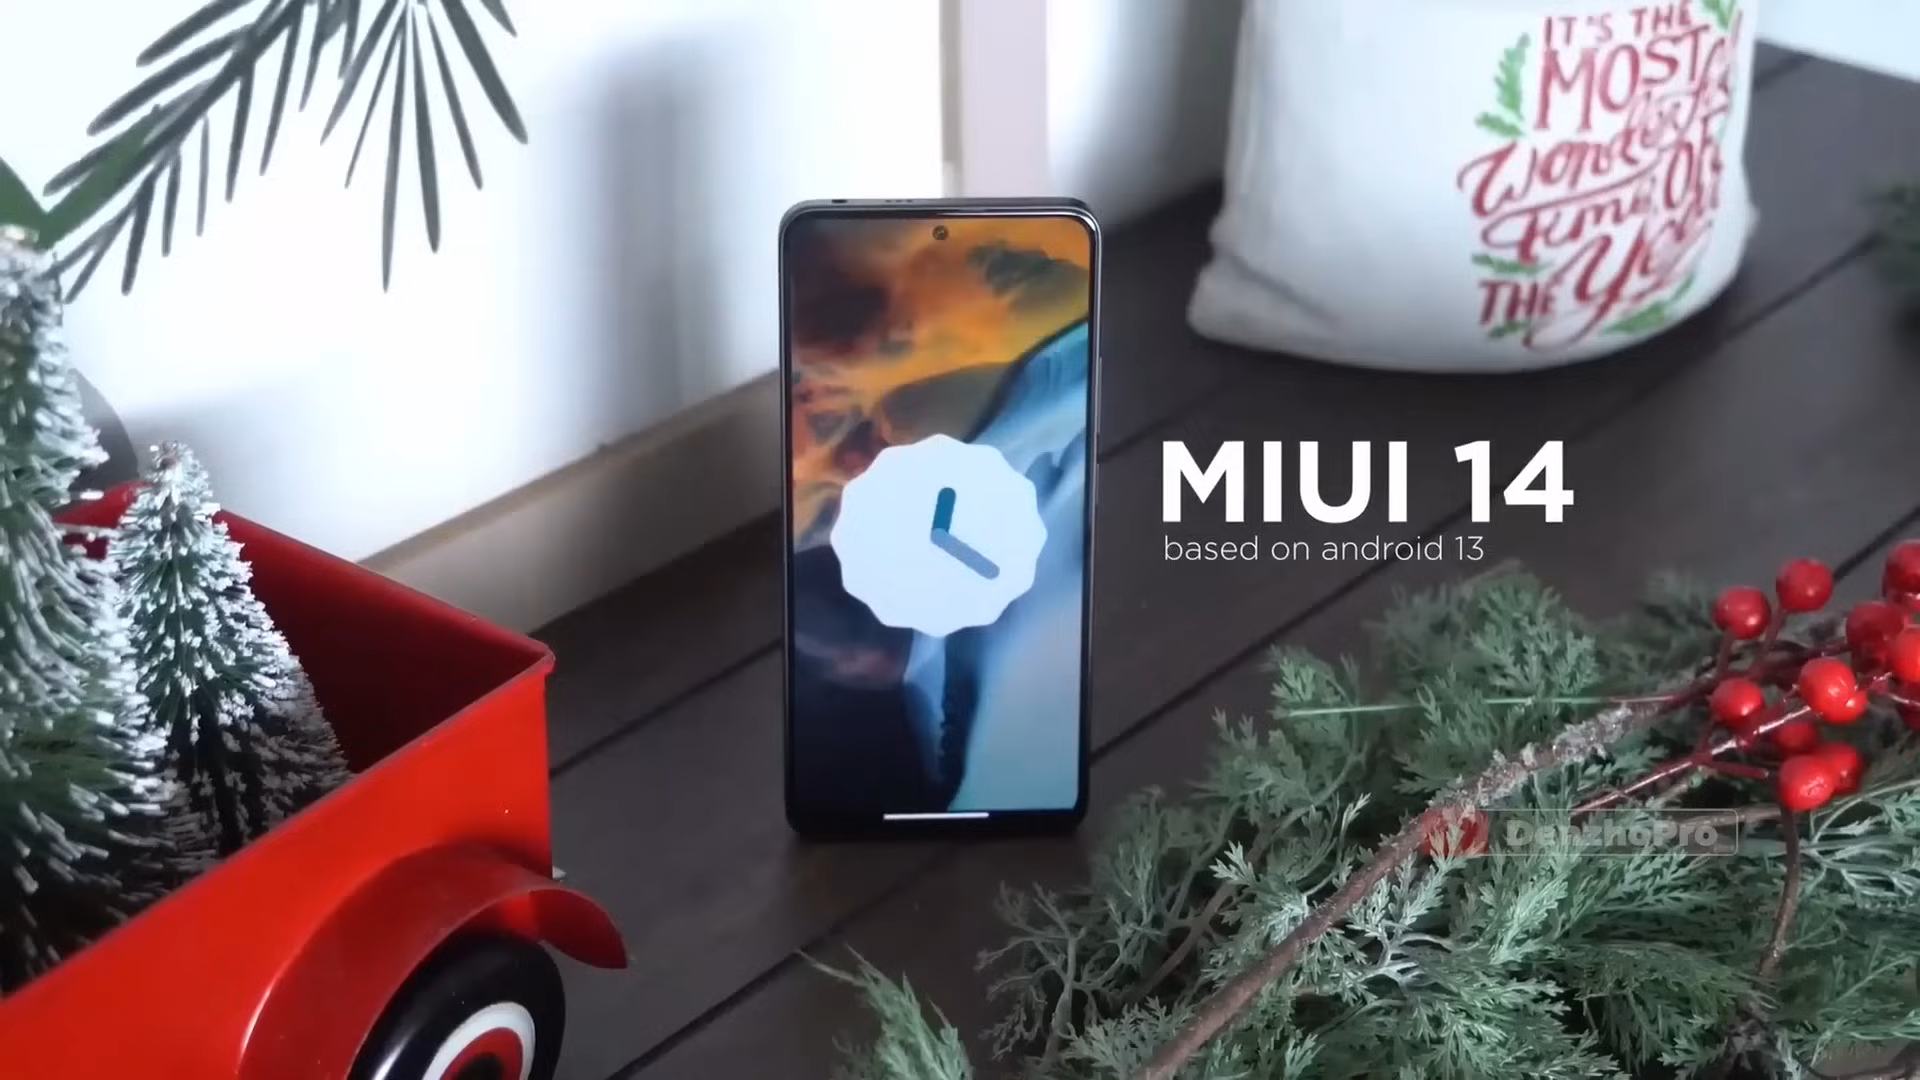 IT'S THE
MOST
Wonderful
Time OF
THE Year
MIUI 14
based on android 13
DenzhoPro